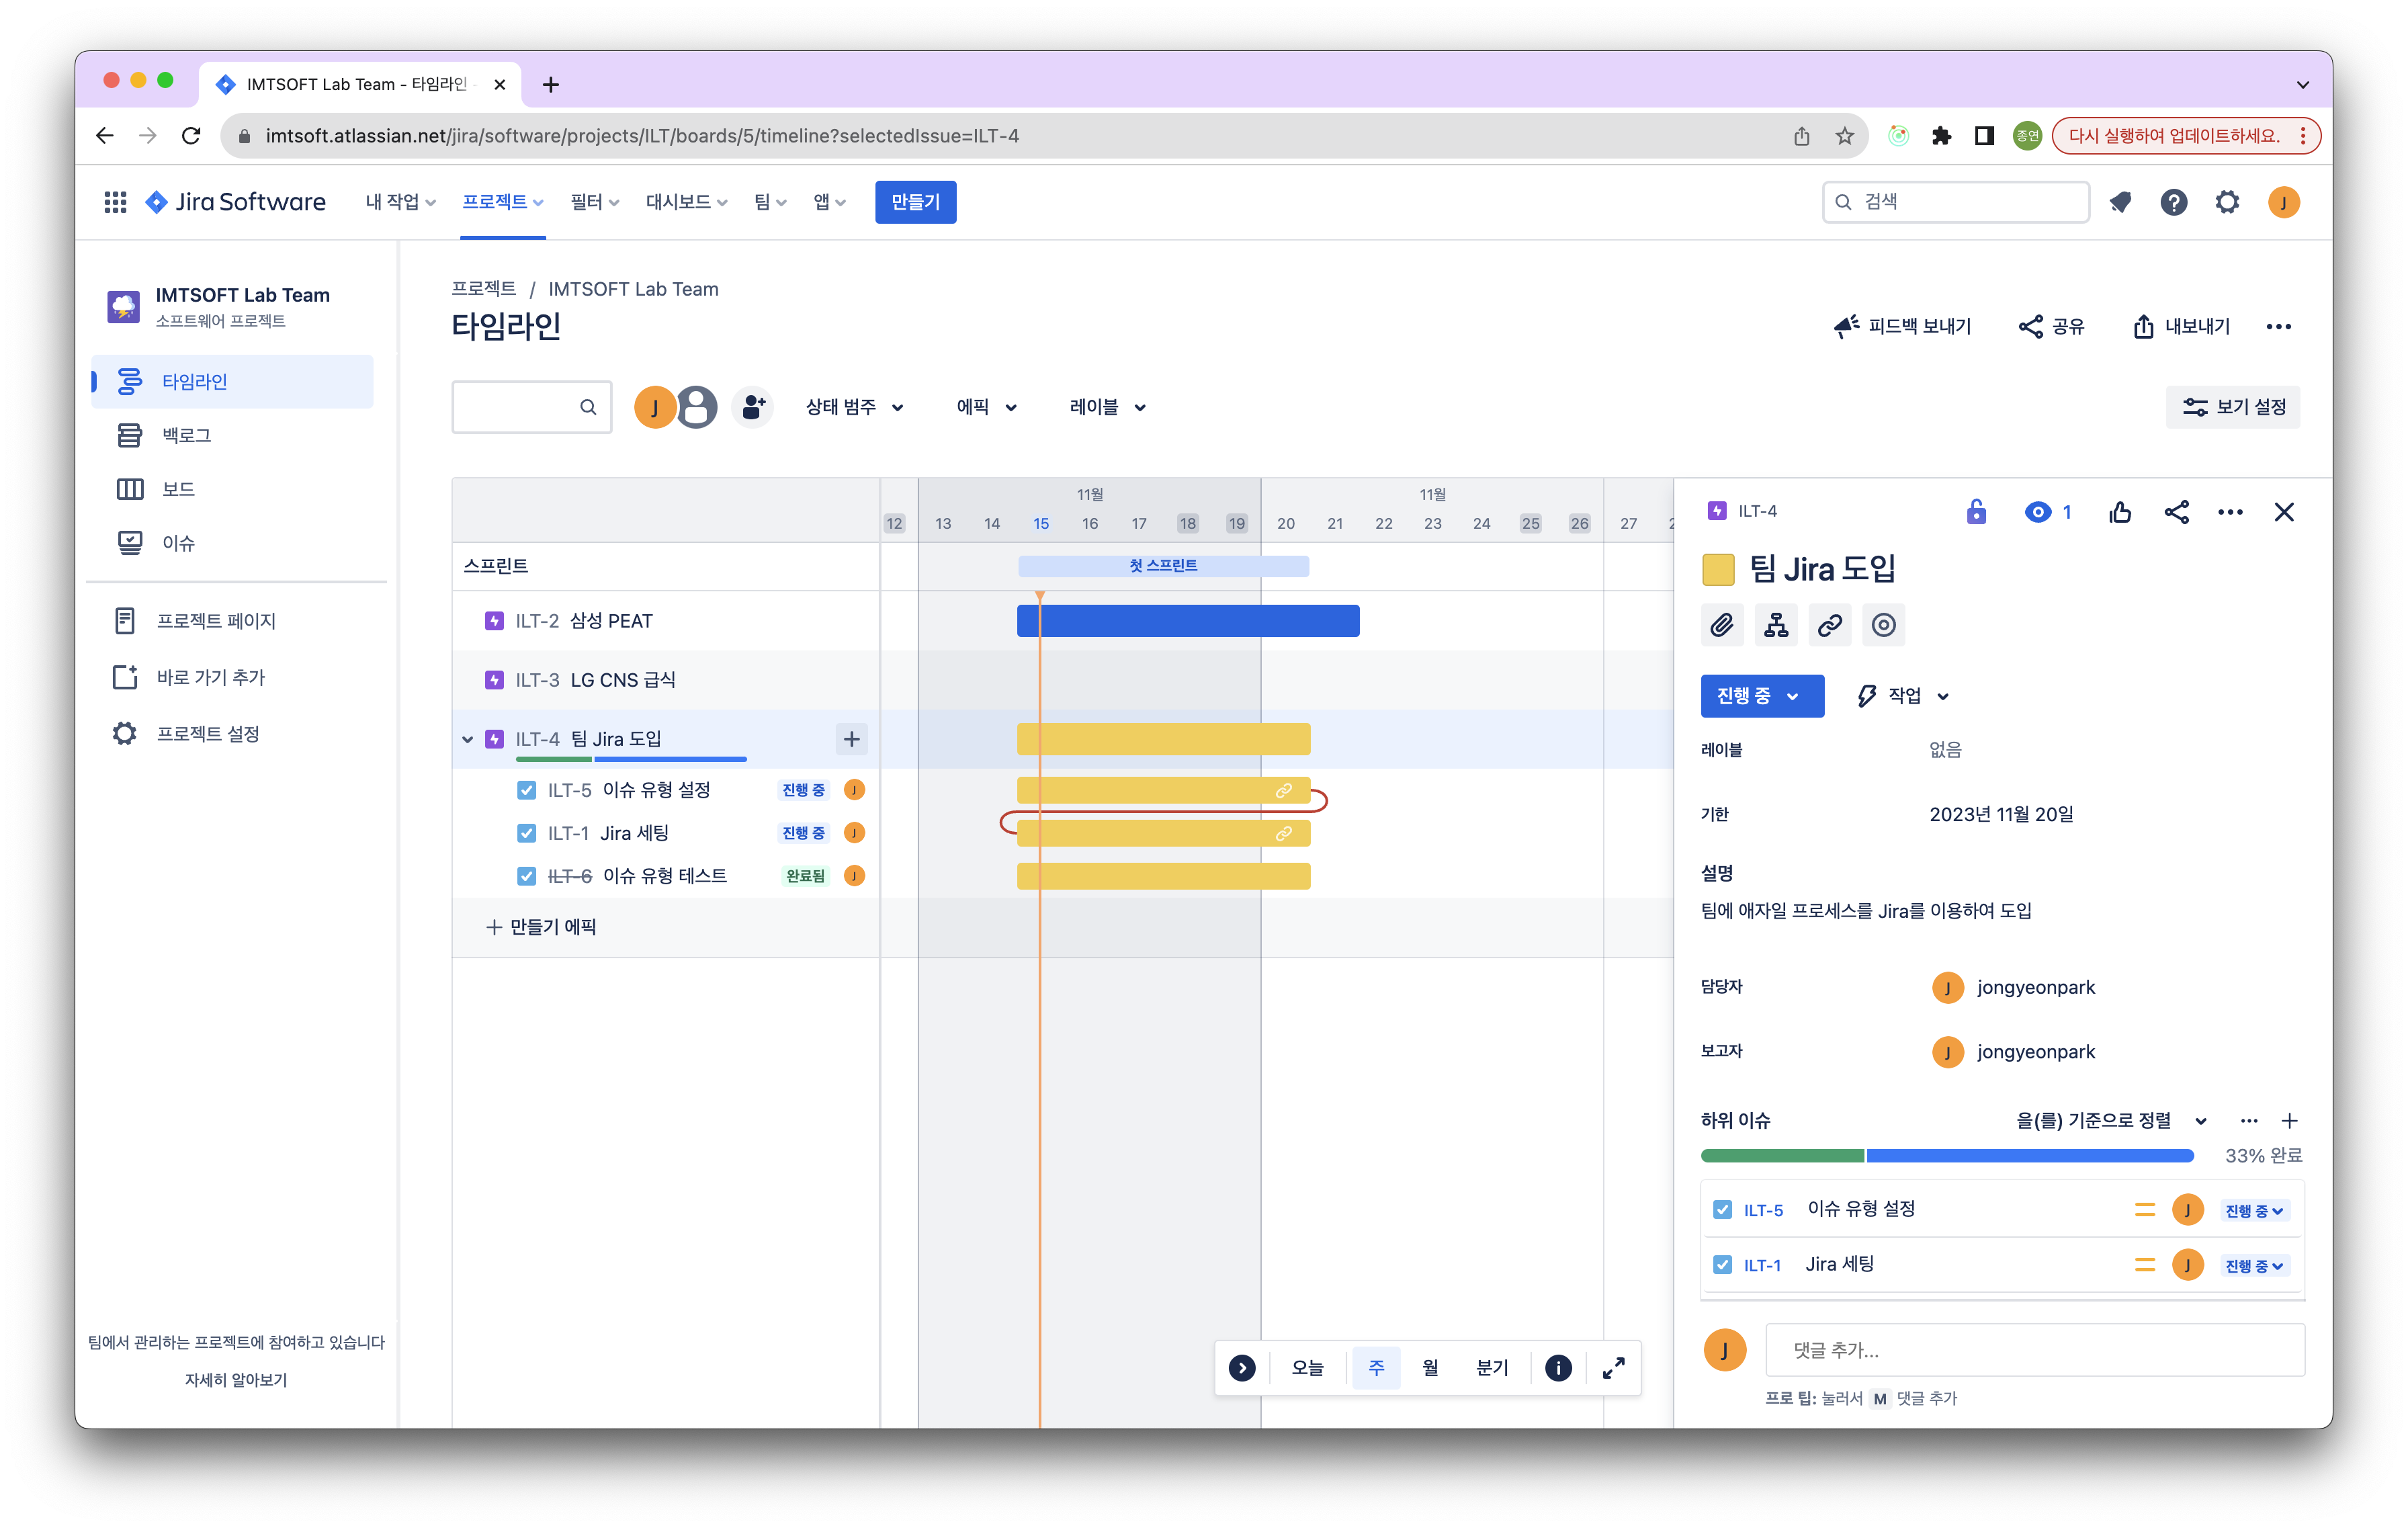 IMTSOFT Lab Team - 타임라인
imtsoft.atlassian.net/jira/software/projects/ILT/boards/5/timeline?selectedIssue=ILT-4
종연
다시 실행하여 업데이트하세요.
Jira Software
내 작업
프로젝트
필터
대시보드
팀
앱
만들기
검색
J
IMTSOFT Lab Team
소프트웨어 프로젝트
타임라인
백로그
보드
이슈
프로젝트 페이지
바로 가기 추가
프로젝트 설정
팀에서 관리하는 프로젝트에 참여하고 있습니다
자세히 알아보기
프로젝트 / IMTSOFT Lab Team
타임라인
피드백 보내기
공유
내보내기
J
상태 범주
에픽
레이블
보기 설정
11월 11월
12 13 14 15 16 17 18 19 20 21 22 23 24 25 26 27
스프린트
첫 스프린트
ILT-2 삼성 PEAT
ILT-3 LG CNS 급식
ILT-4 팀 Jira 도입
ILT-5 이슈 유형 설정 진행 중 J
ILT-1 Jira 세팅 진행 중 J
ILT-6 이슈 유형 테스트 완료됨 J
만들기 에픽
오늘
주
월
분기
ILT-4
1
팀 Jira 도입
진행 중
작업
레이블 없음
기한 2023년 11월 20일
설명
팀에 애자일 프로세스를 Jira를 이용하여 도입
담당자 J jongyeonpark
보고자 J jongyeonpark
하위 이슈 을(를) 기준으로 정렬
33% 완료
ILT-5 이슈 유형 설정 J 진행 중
ILT-1 Jira 세팅 J 진행 중
J 댓글 추가...
프로 팁: 눌러서 M 댓글 추가